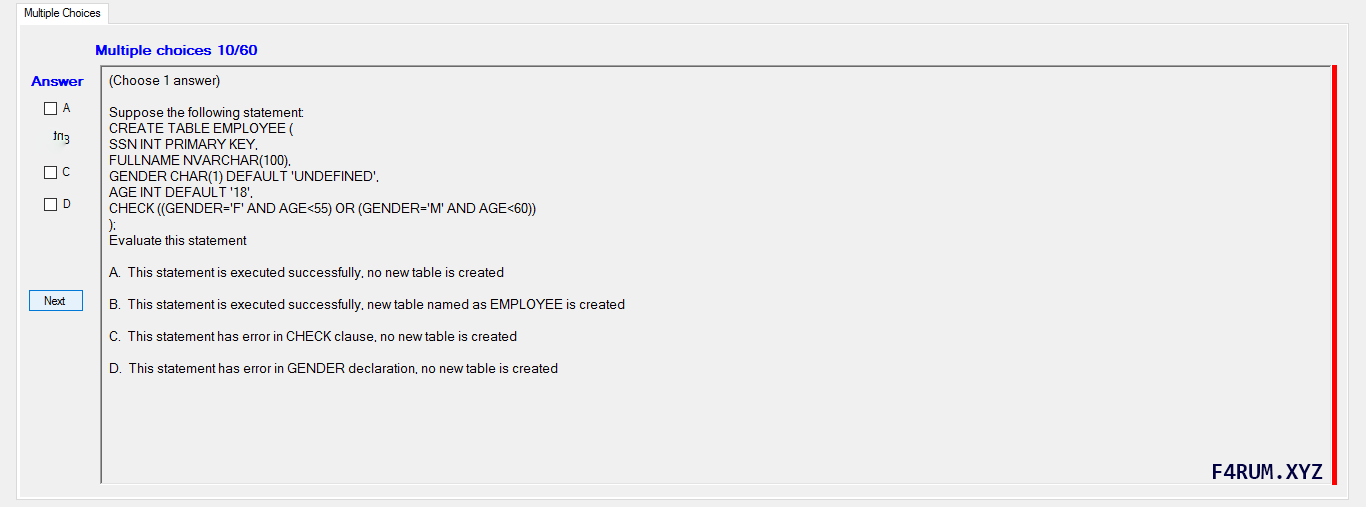 Multiple Choices
Multiple choices 10/60
Answer
A
C
D
Next
(Choose 1 answer)
Suppose the following statement:
CREATE TABLE EMPLOYEE (
SSN INT PRIMARY KEY,
FULLNAME NVARCHAR(100),
GENDER CHAR(1) DEFAULT 'UNDEFINED',
AGE INT DEFAULT '18',
CHECK ((GENDER='F' AND AGE<55) OR (GENDER='M' AND AGE<60))
);
Evaluate this statement
A. This statement is executed successfully, no new table is created
B. This statement is executed successfully, new table named as EMPLOYEE is created
C. This statement has error in CHECK clause, no new table is created
D. This statement has error in GENDER declaration, no new table is created
F4RUM.XYZ